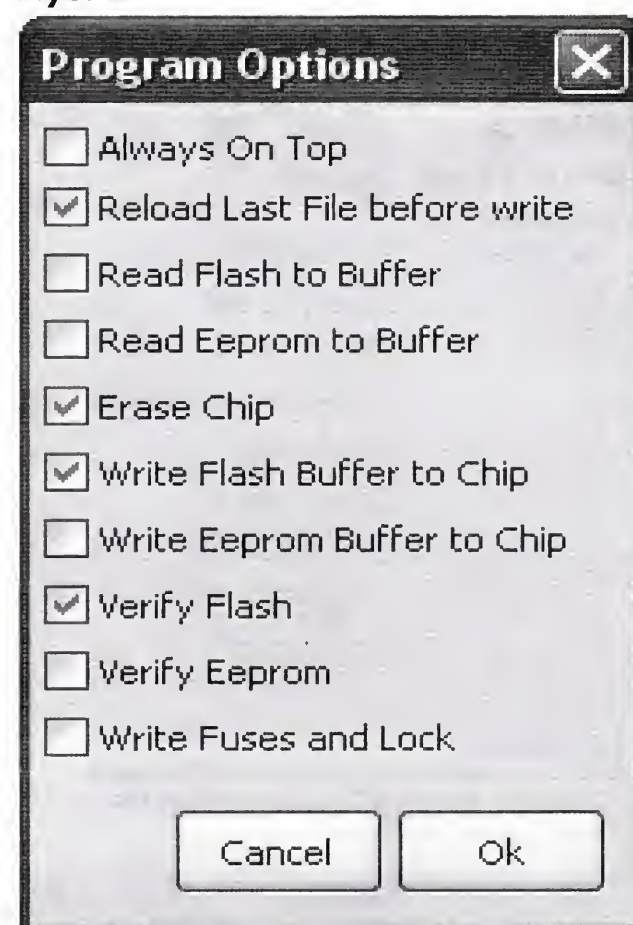 Program Options
Always On Top
Reload Last File before write
Read Flash to Buffer
Read Eeprom to Buffer
Erase Chip
Write Flash Buffer to Chip
Write Eeprom Buffer to Chip
Verify Flash
Verify Eeprom
Write Fuses and Lock
Cancel Ok